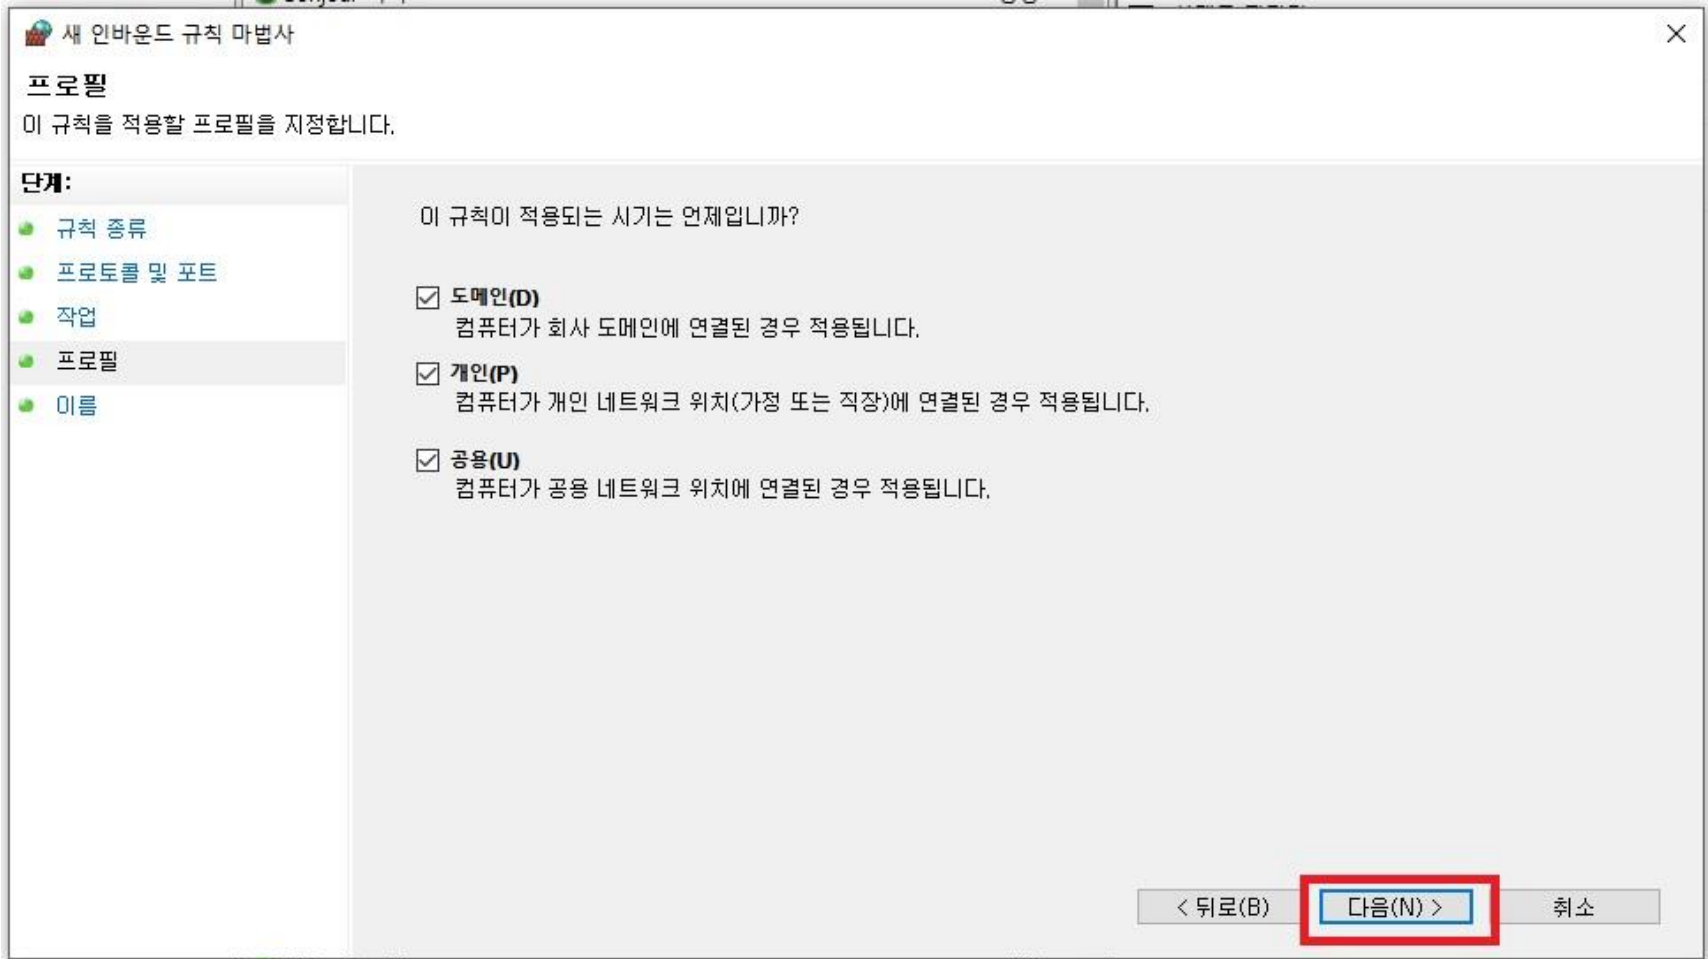 새 인바운드 규칙 마법사
프로필
이 규칙을 적용할 프로필을 지정합니다.
단계:
규칙 종류
프로토콜 및 포트
작업
프로필
이름
이 규칙이 적용되는 시기는 언제입니까?
도메인(D)
컴퓨터가 회사 도메인에 연결된 경우 적용됩니다.
개인(P)
컴퓨터가 개인 네트워크 위치(가정 또는 직장)에 연결된 경우 적용됩니다.
공용(U)
컴퓨터가 공용 네트워크 위치에 연결된 경우 적용됩니다.
< 뒤로(B)
다음(N) >
취소